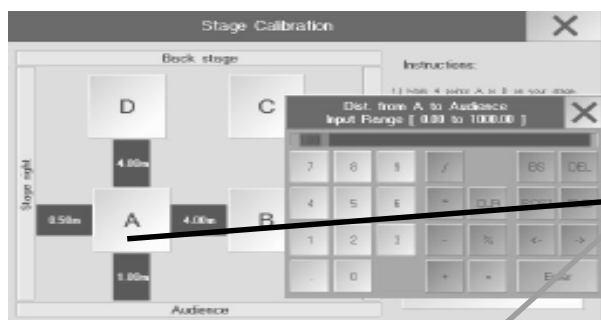 Stage Calibration
Back stage
Instructions:
D
C
Dist. from A to Audience
Input Range [ 0.00 to 1000.00 ]
Stage right
4.00m
7 8 9 / BS DEL
4 5 6 * CLR
0.50m
A
4.00m
B
1 2 3 - % <- ->
1.00m
. 0 + = Enter
Audience